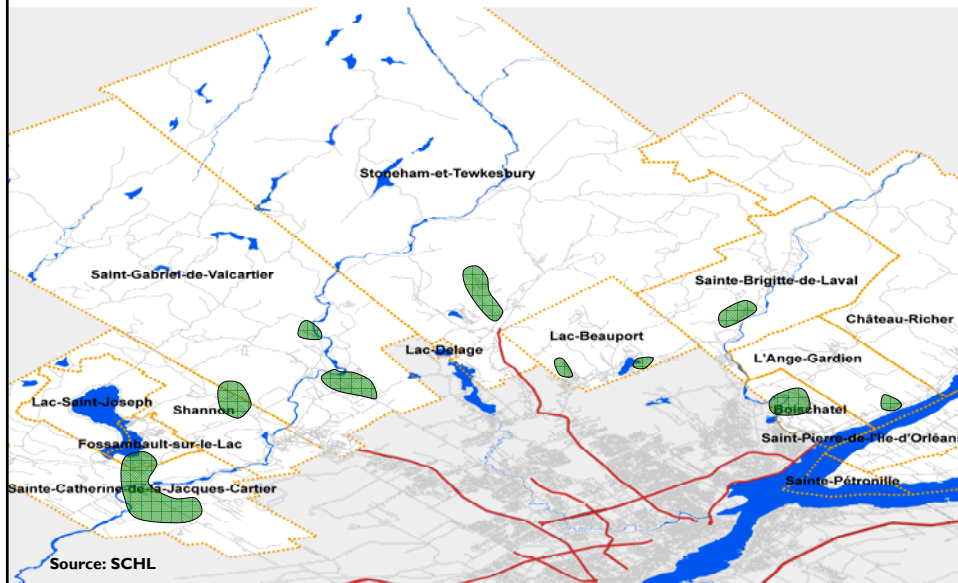 Stoneham-et-Tewkesbury
Saint-Gabriel-de-Valcartier
Sainte-Brigitte-de-Laval
Château-Richer
Lac-Beauport
Lac-Delage
L'Ange-Gardien
Lac-Saint-Joseph
Shannon
Boischatel
Fossambault-sur-le-Lac
Saint-Pierre-de-l'Ile-d'Orléans
Sainte-Pétronille
Sainte-Catherine-de-la-Jacques-Cartier
Source: SCHL